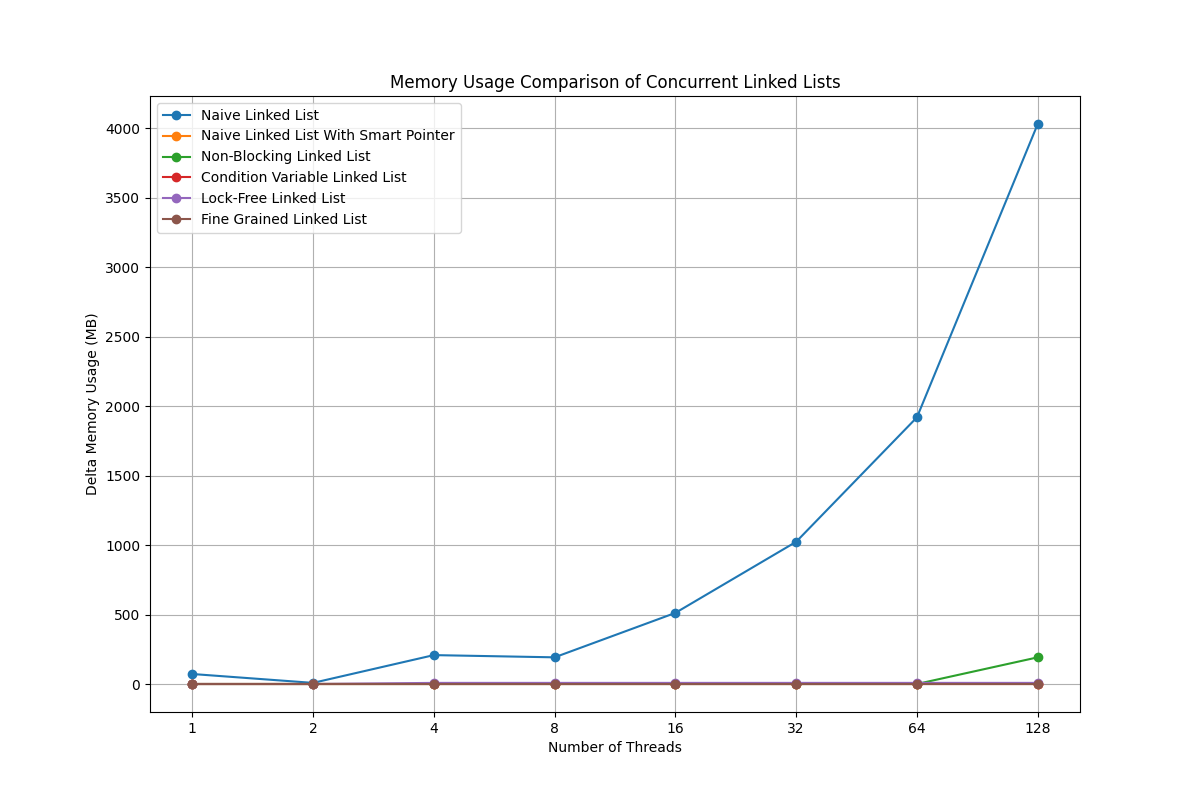 Memory Usage Comparison of Concurrent Linked Lists
Naive Linked List
Naive Linked List With Smart Pointer
Non-Blocking Linked List
Condition Variable Linked List
Lock-Free Linked List
Fine Grained Linked List
4000
3500
3000
2500
2000
1500
1000
500
0
Delta Memory Usage (MB)
1 2 4 8 16 32 64 128
Number of Threads